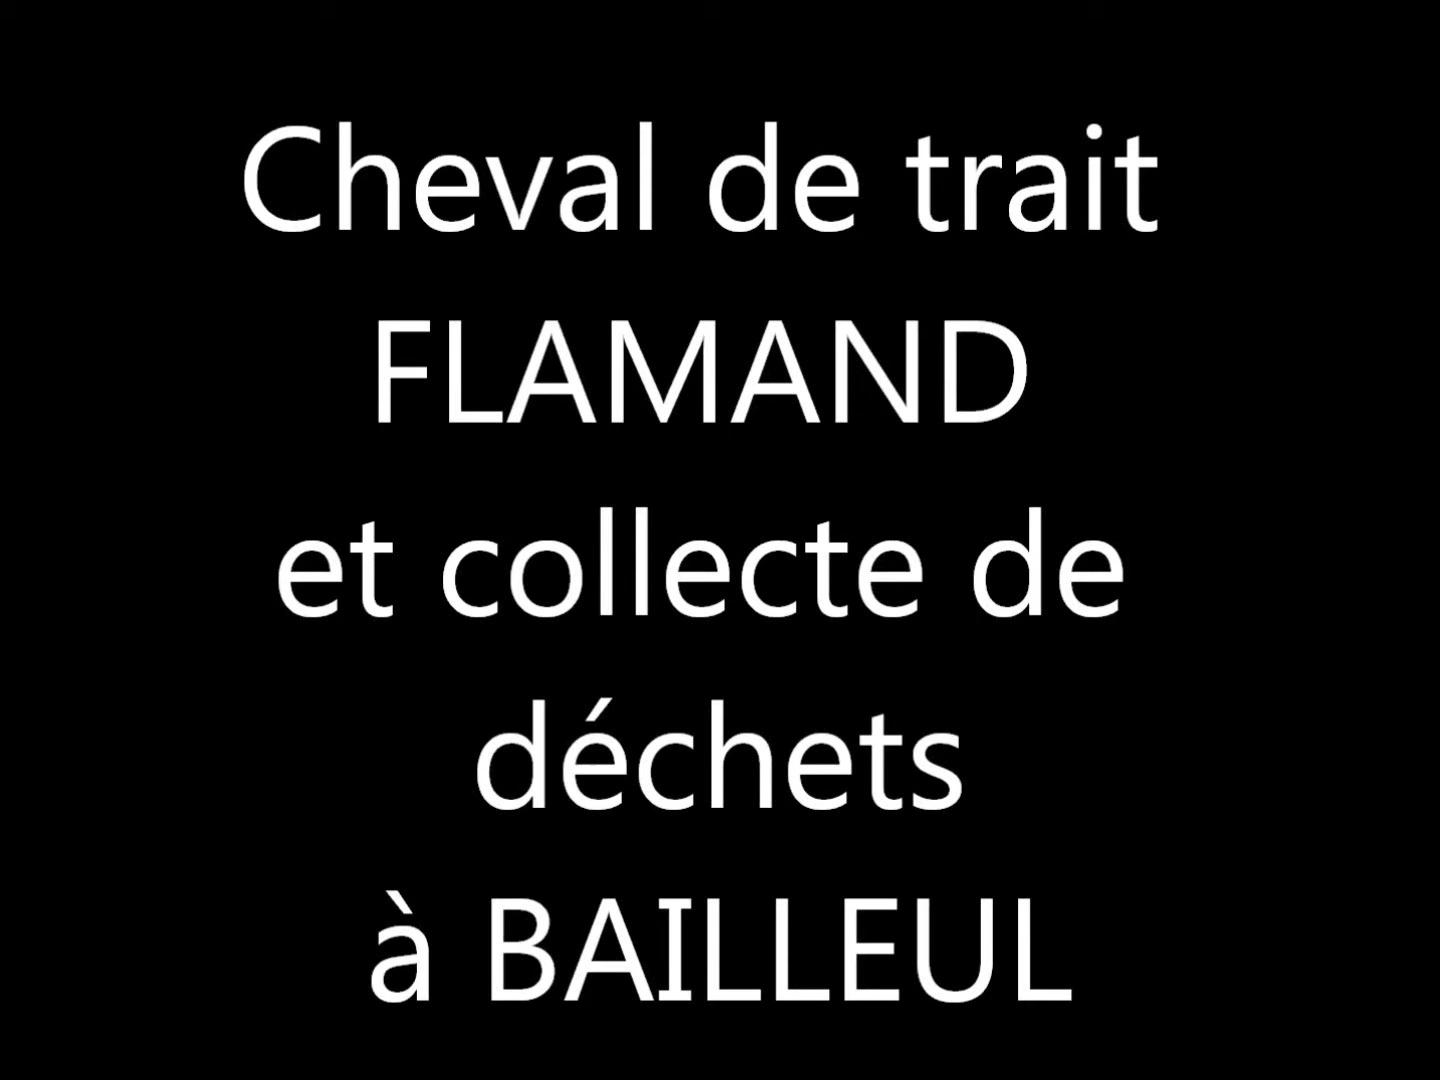 Cheval de trait
FLAMAND
et collecte de
déchets
à BAILLEUL